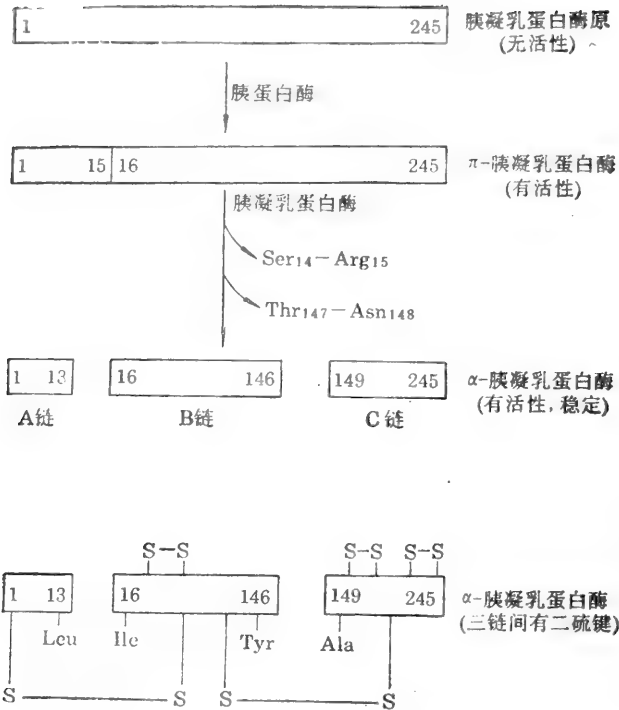 1 245 胰凝乳蛋白酶原
(无活性)
胰蛋白酶
1 15 16 245 π-胰凝乳蛋白酶
(有活性)
胰凝乳蛋白酶
Ser14-Arg15
Thr147-Asn148
1 13 16 146 149 245 α-胰凝乳蛋白酶
(有活性,稳定)
A链 B链 C链
S-S S-S S-S
1 13 16 146 149 245 α-胰凝乳蛋白酶
(三链间有二硫键)
Leu Ile Tyr Ala
S S S S